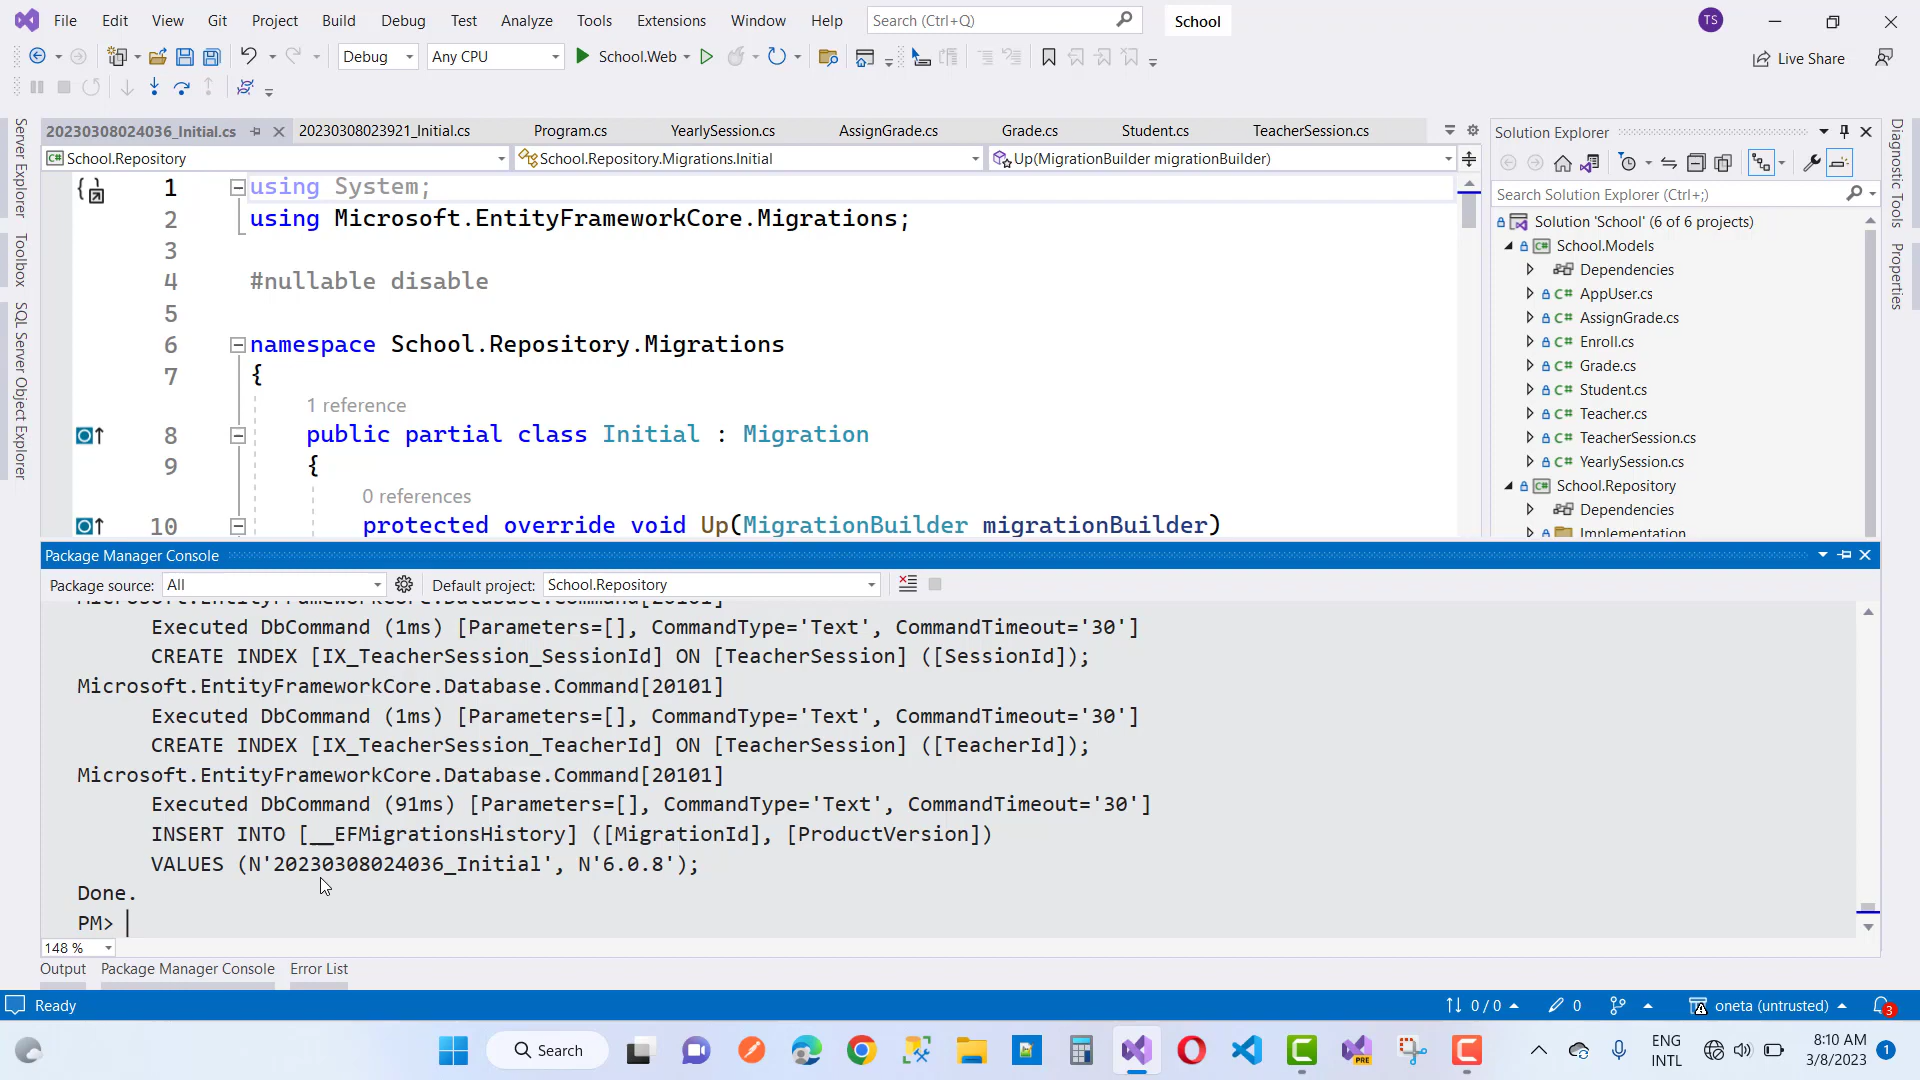 File Edit View Git Project Build Debug Test Analyze Tools Extensions Window Help Search (Ctrl+Q) School TS
Debug Any CPU School.Web Live Share
20230308024036_Initial.cs 20230308023921_Initial.cs Program.cs YearlySession.cs AssignGrade.cs Grade.cs Student.cs TeacherSession.cs
School.Repository School.Repository.Migrations.Initial Up(MigrationBuilder migrationBuilder)
1 using System;
2 using Microsoft.EntityFrameworkCore.Migrations;
3
4 #nullable disable
5
6 namespace School.Repository.Migrations
7 {
1 reference
8 public partial class Initial : Migration
9 {
0 references
10 protected override void Up(MigrationBuilder migrationBuilder)
Server Explorer
Toolbox
SQL Server Object Explorer
Solution Explorer
Search Solution Explorer (Ctrl+;)
Solution 'School' (6 of 6 projects)
School.Models
Dependencies
C# AppUser.cs
C# AssignGrade.cs
C# Enroll.cs
C# Grade.cs
C# Student.cs
C# Teacher.cs
C# TeacherSession.cs
C# YearlySession.cs
School.Repository
Dependencies
Implementation
Diagnostic Tools
Properties
Package Manager Console
Package source: All Default project: School.Repository
Microsoft.EntityFrameworkCore.Database.Command[20101]
Executed DbCommand (1ms) [Parameters=[], CommandType='Text', CommandTimeout='30']
CREATE INDEX [IX_TeacherSession_SessionId] ON [TeacherSession] ([SessionId]);
Microsoft.EntityFrameworkCore.Database.Command[20101]
Executed DbCommand (1ms) [Parameters=[], CommandType='Text', CommandTimeout='30']
CREATE INDEX [IX_TeacherSession_TeacherId] ON [TeacherSession] ([TeacherId]);
Microsoft.EntityFrameworkCore.Database.Command[20101]
Executed DbCommand (91ms) [Parameters=[], CommandType='Text', CommandTimeout='30']
INSERT INTO [__EFMigrationsHistory] ([MigrationId], [ProductVersion])
VALUES (N'20230308024036_Initial', N'6.0.8');
Done.
PM>
148 %
Output Package Manager Console Error List
Ready 0 / 0 0 oneta (untrusted) 3
Search PRE ENG
INTL
8:10 AM
3/8/2023
1